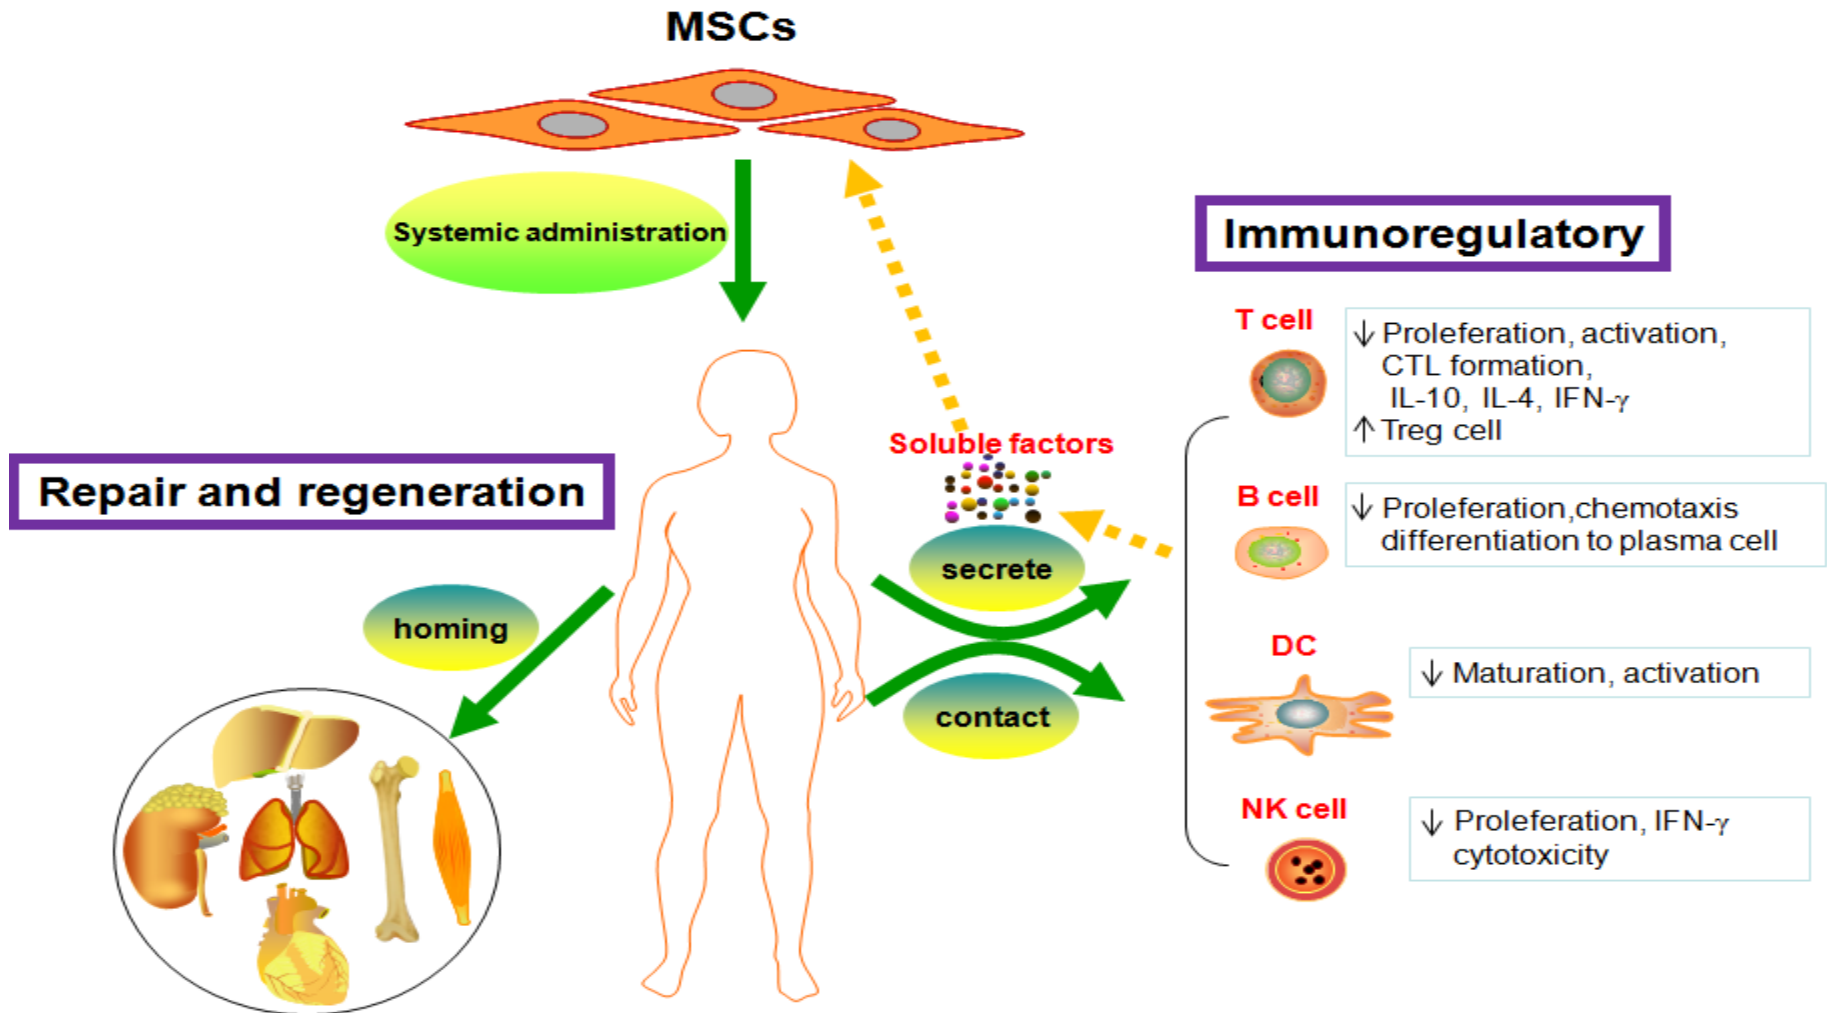 MSCs
Systemic administration
Immunoregulatory
T cell
↓ Proleferation, activation,
CTL formation,
IL-10, IL-4, IFN-γ
↑ Treg cell
Soluble factors
Repair and regeneration
B cell
↓ Proleferation,chemotaxis
differentiation to plasma cell
secrete
homing
DC
↓ Maturation, activation
contact
NK cell
↓ Proleferation, IFN-γ
cytotoxicity